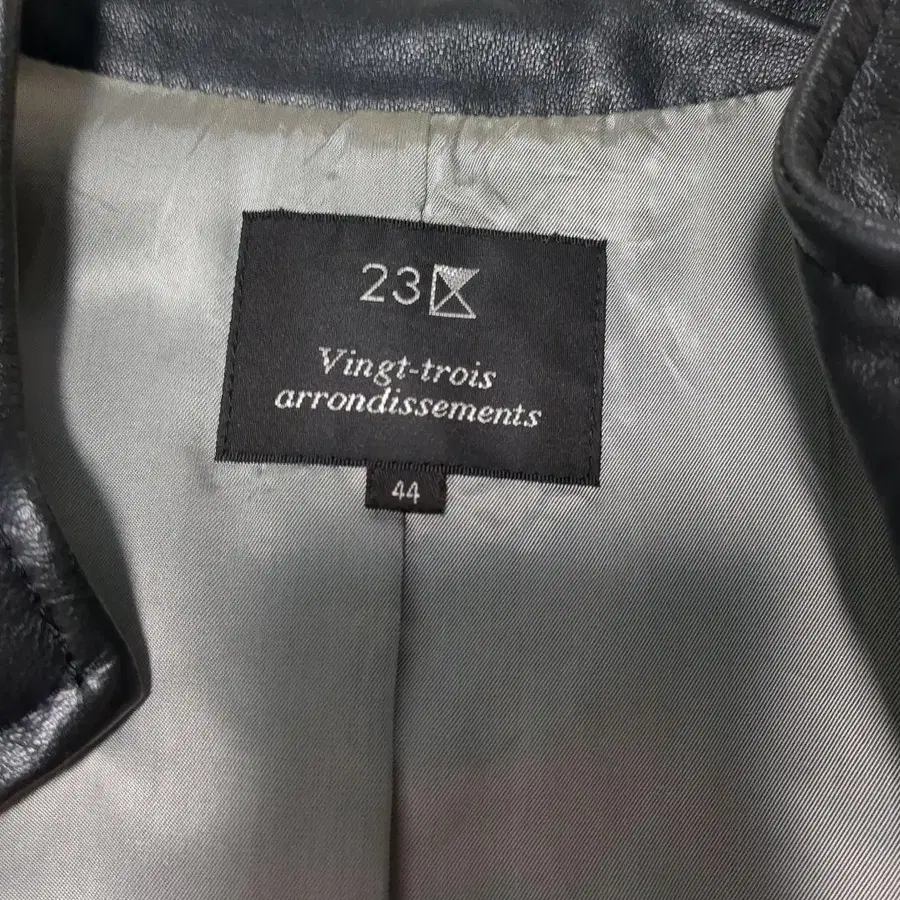 23
Vingt-trois
arrondissements
44